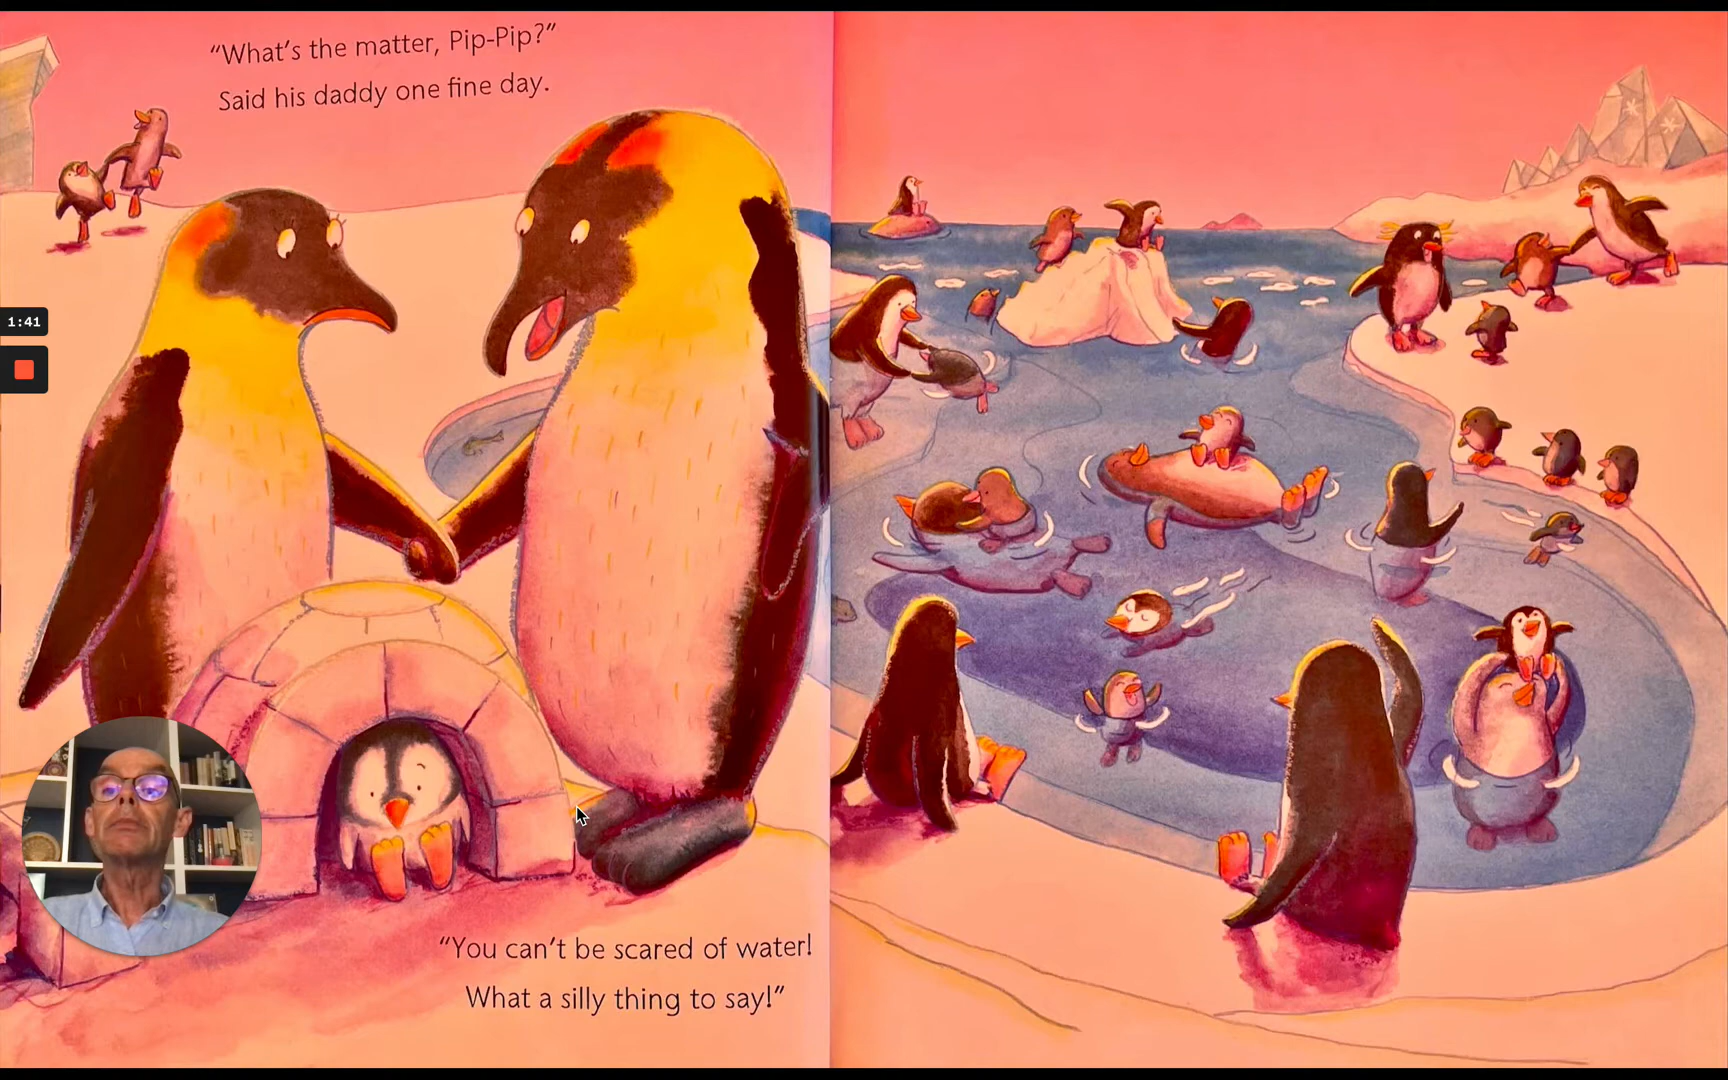 “What’s the matter, Pip-Pip?”
Said his daddy one fine day.
1:41
“You can’t be scared of water!
What a silly thing to say!”